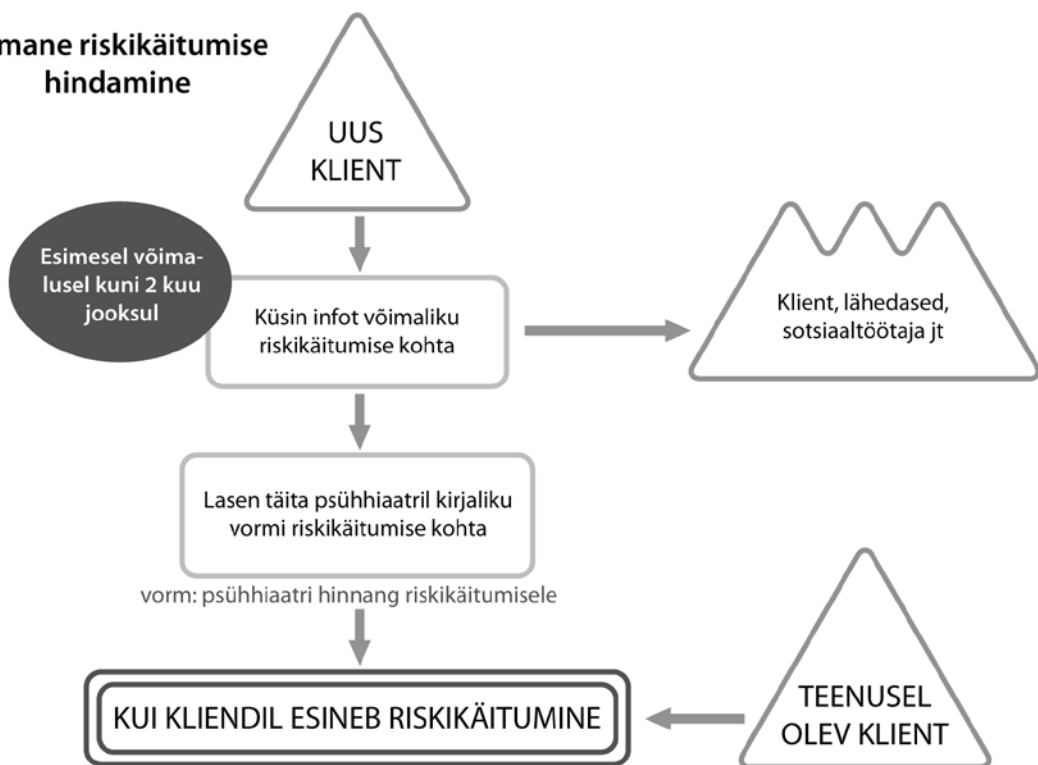 mane riskikäitumise
hindamine
UUS
KLIENT
Esimesel võima-
lusel kuni 2 kuu
jooksul
Küsin infot võimaliku
riskikäitumise kohta
Klient, lähedased,
sotsiaaltöötaja jt
Lasen täita psühhiaatril kirjaliku
vormi riskikäitumise kohta
vorm: psühhiaatri hinnang riskikäitumisele
KUI KLIENDIL ESINEB RISKIKÄITUMINE
TEENUSEL
OLEV KLIENT